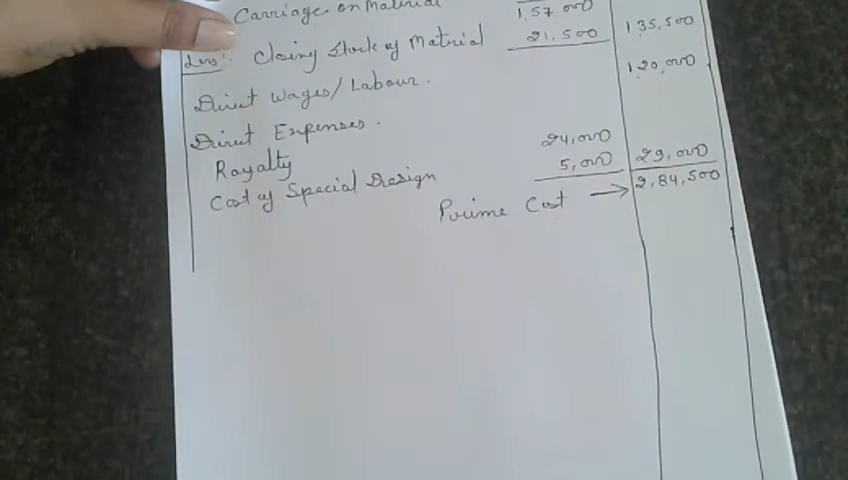 Carriage on Material
1,57,000
Less: Closing Stock of Material 21,500 1,35,500
Direct Wages/Labour. 1,20,000
Direct Expenses.
Royalty 24,000
Cost of Special Design 5,000 29,000
Prime Cost → 2,84,500